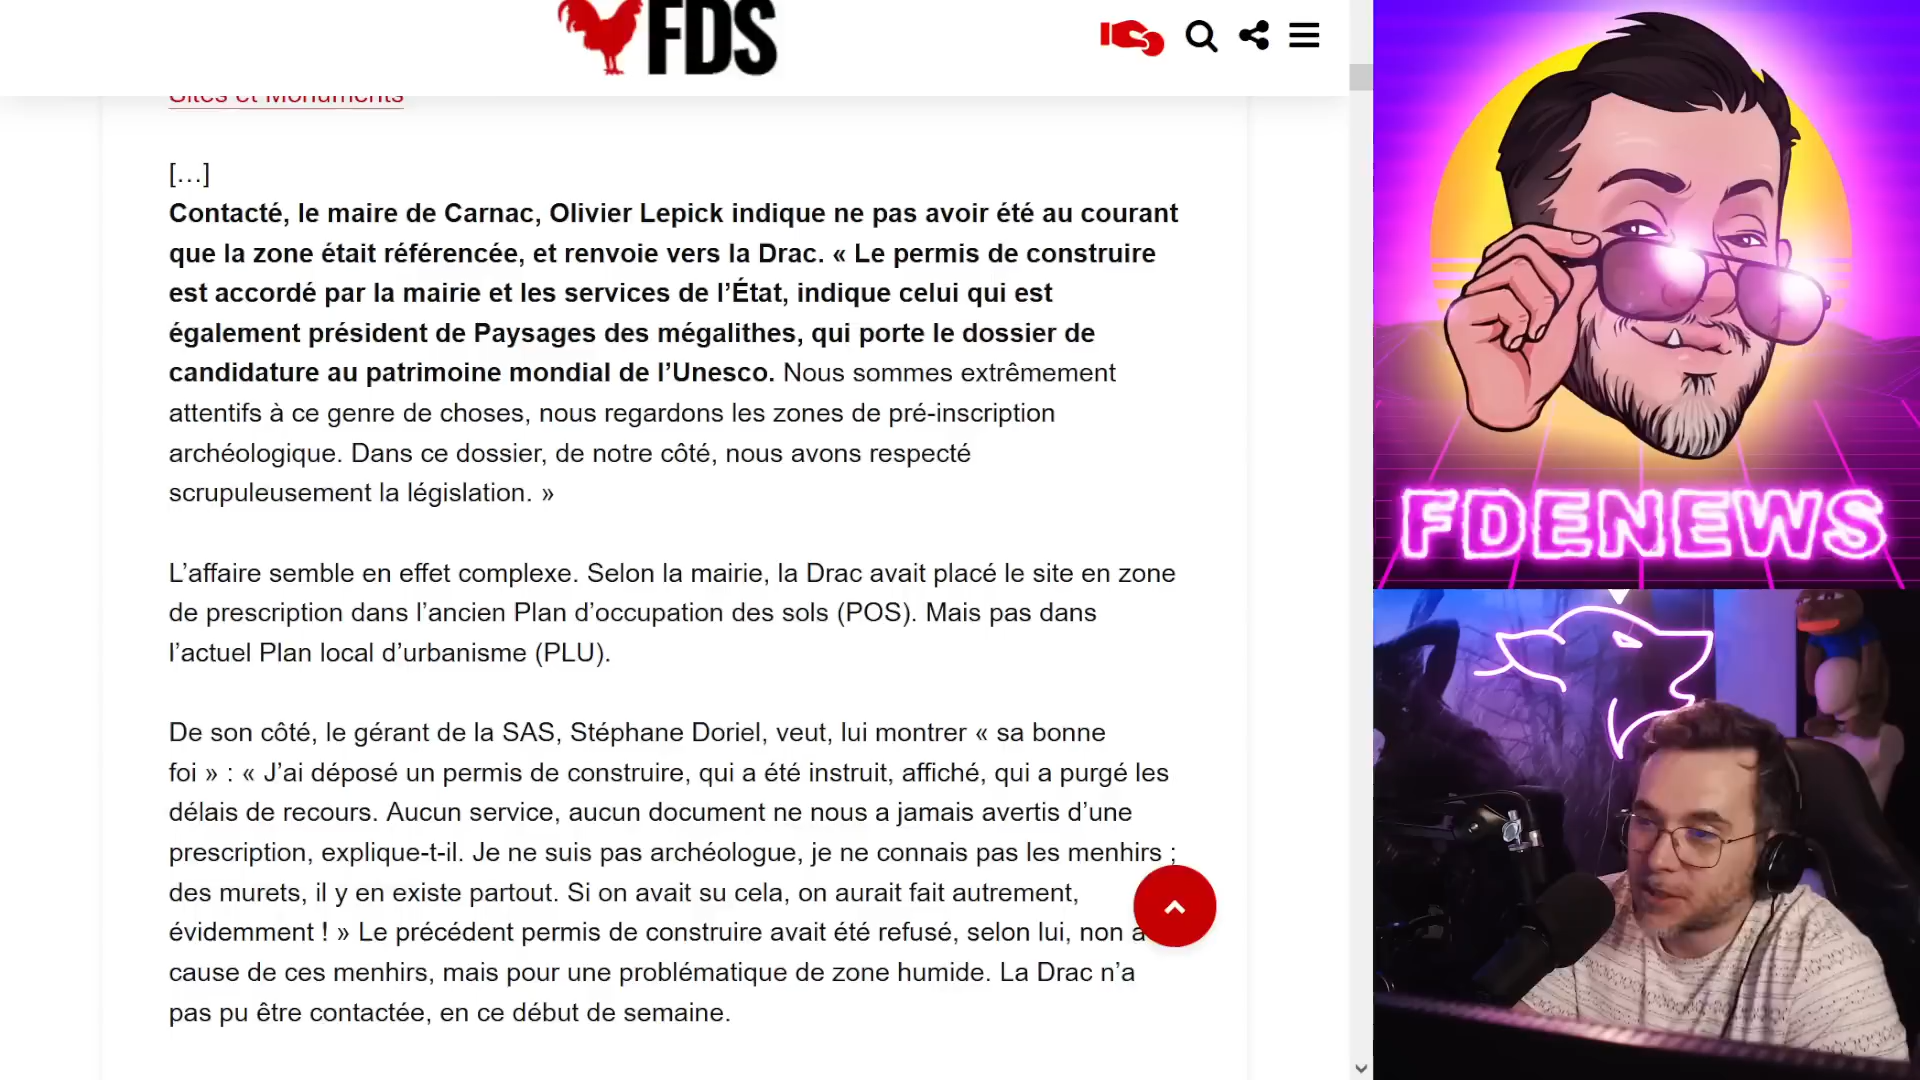 FDS
Sites et Monuments
[…]
Contacté, le maire de Carnac, Olivier Lepick indique ne pas avoir été au courant
que la zone était référencée, et renvoie vers la Drac. « Le permis de construire
est accordé par la mairie et les services de l’État, indique celui qui est
également président de Paysages des mégalithes, qui porte le dossier de
candidature au patrimoine mondial de l’Unesco. Nous sommes extrêmement
attentifs à ce genre de choses, nous regardons les zones de pré-inscription
archéologique. Dans ce dossier, de notre côté, nous avons respecté
scrupuleusement la législation. »
L’affaire semble en effet complexe. Selon la mairie, la Drac avait placé le site en zone
de prescription dans l’ancien Plan d’occupation des sols (POS). Mais pas dans
l’actuel Plan local d’urbanisme (PLU).
De son côté, le gérant de la SAS, Stéphane Doriel, veut, lui montrer « sa bonne
foi » : « J’ai déposé un permis de construire, qui a été instruit, affiché, qui a purgé les
délais de recours. Aucun service, aucun document ne nous a jamais avertis d’une
prescription, explique-t-il. Je ne suis pas archéologue, je ne connais pas les menhirs ;
des murets, il y en existe partout. Si on avait su cela, on aurait fait autrement,
évidemment ! » Le précédent permis de construire avait été refusé, selon lui, non à
cause de ces menhirs, mais pour une problématique de zone humide. La Drac n’a
pas pu être contactée, en ce début de semaine.
FDENEWS